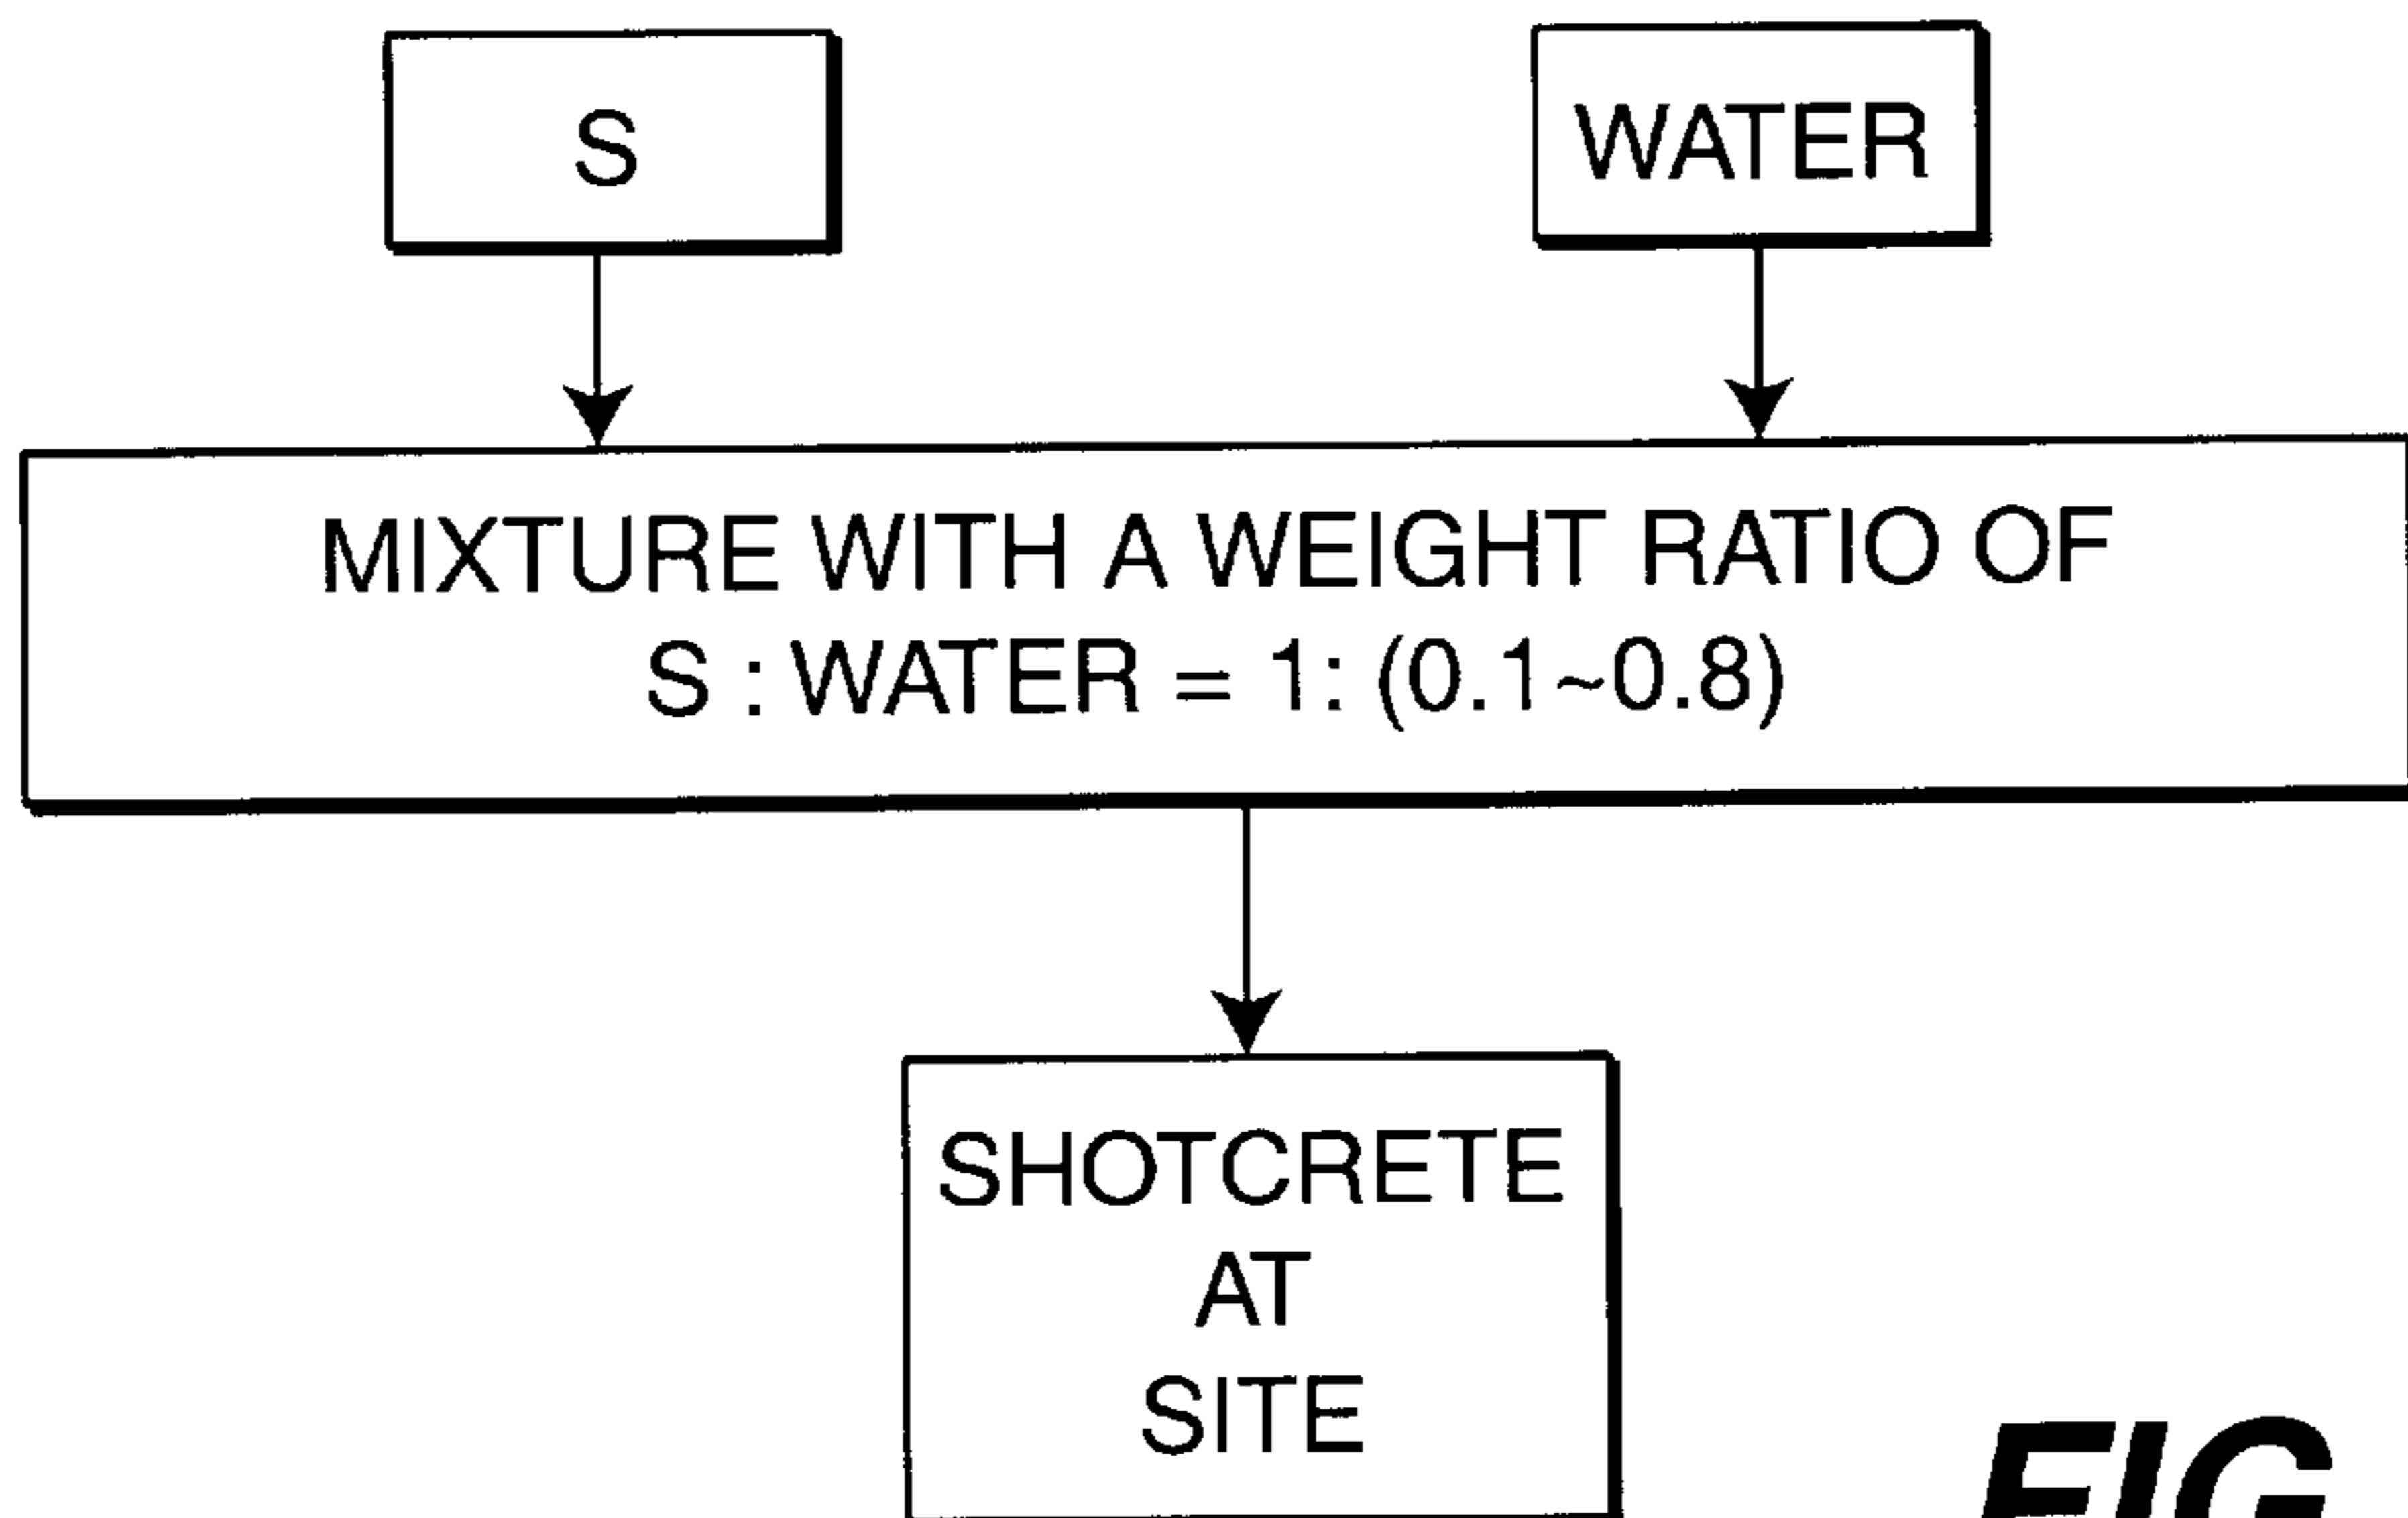 S
WATER
MIXTURE WITH A WEIGHT RATIO OF
S : WATER = 1: (0.1~0.8)
SHOTCRETE
AT
SITE
FIG